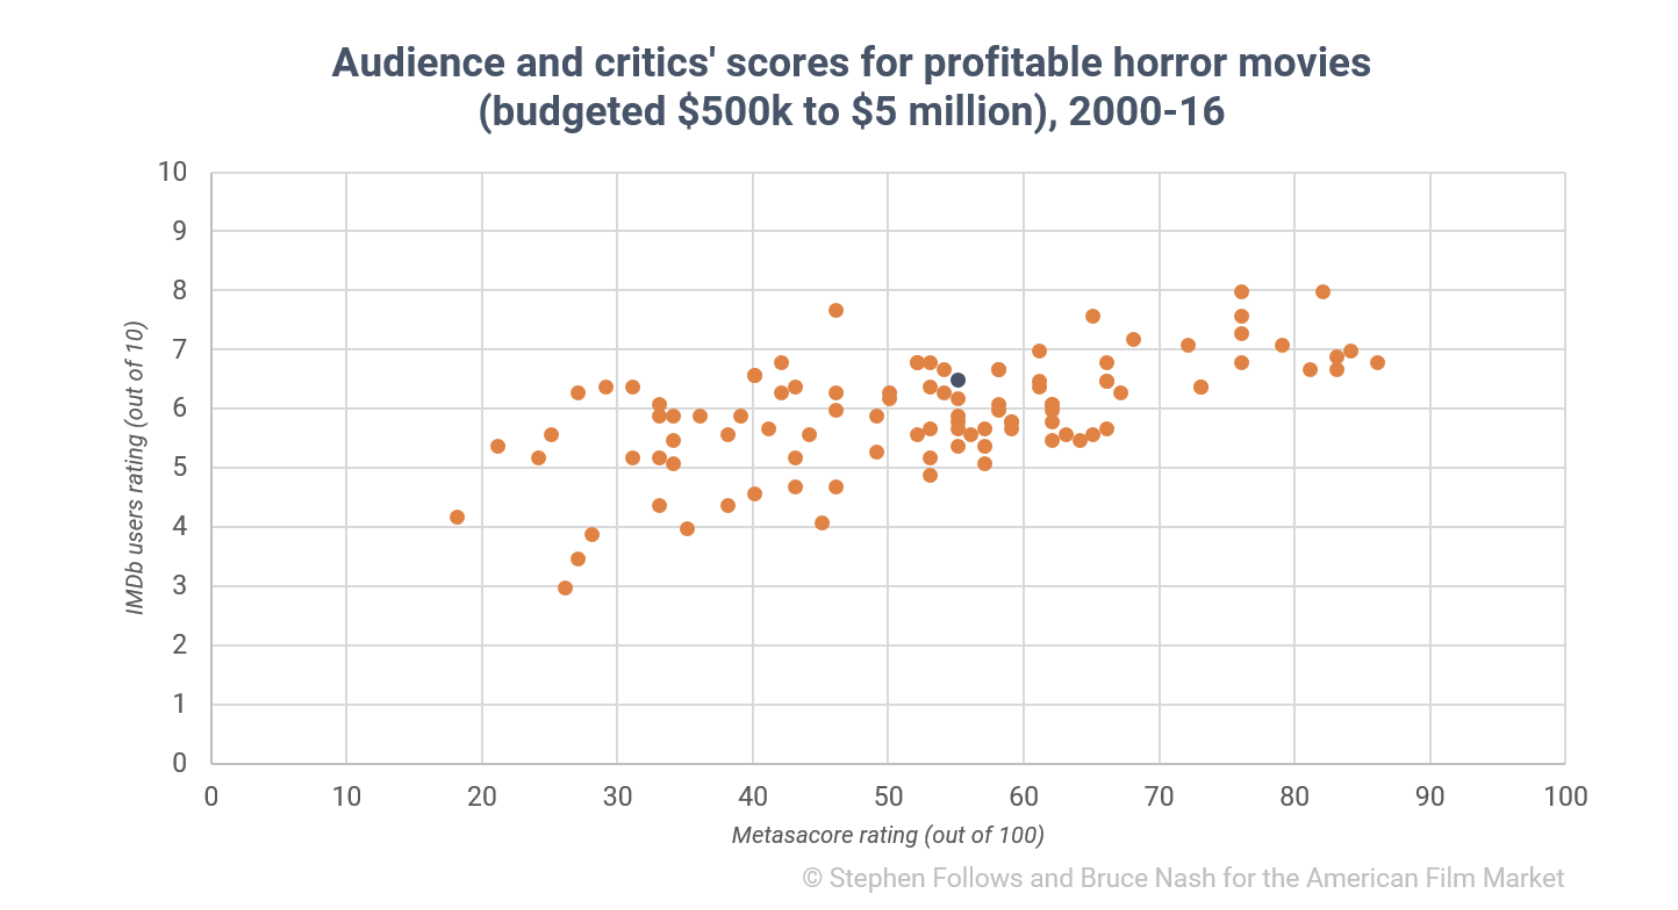 Audience and critics' scores for profitable horror movies
(budgeted $500k to $5 million), 2000-16
10
9
8
7
6
5
4
3
2
1
0
IMDb users rating (out of 10)
0 10 20 30 40 50 60 70 80 90 100
Metasacore rating (out of 100)
© Stephen Follows and Bruce Nash for the American Film Market